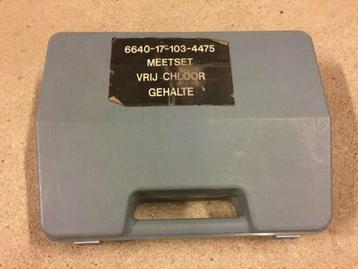 6640-17-103-4475
MEETSET
VRIJ CHLOOR
GEHALTE